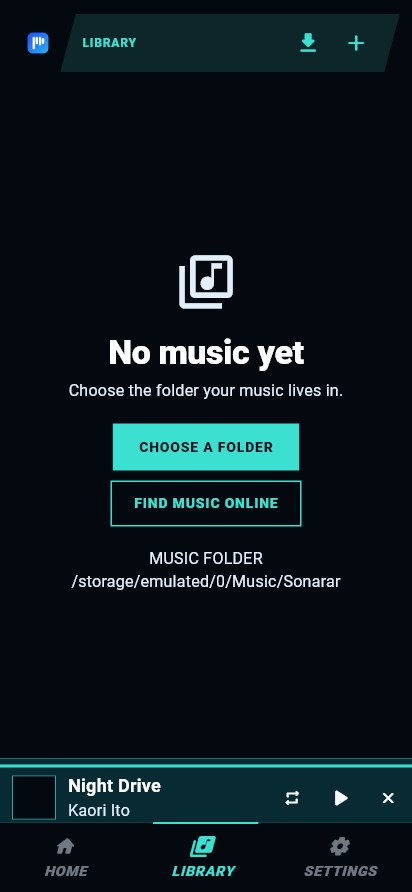 LIBRARY
No music yet
Choose the folder your music lives in.
CHOOSE A FOLDER
FIND MUSIC ONLINE
MUSIC FOLDER
/storage/emulated/0/Music/Sonarar
Night Drive
Kaori Ito
HOME
LIBRARY
SETTINGS